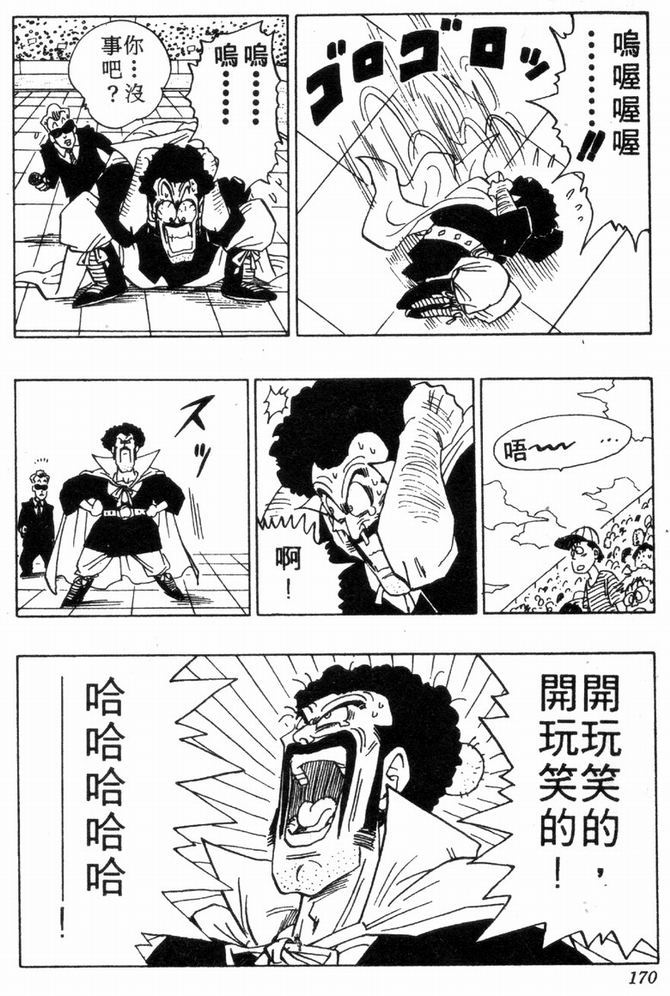 嗚喔喔喔
………!!
ゴロゴロッ
嗚……
嗚……
你…沒
事吧？
唔～～…
啊！
スッ
開玩笑的，
開玩笑的！
哈哈哈哈哈
——！
170